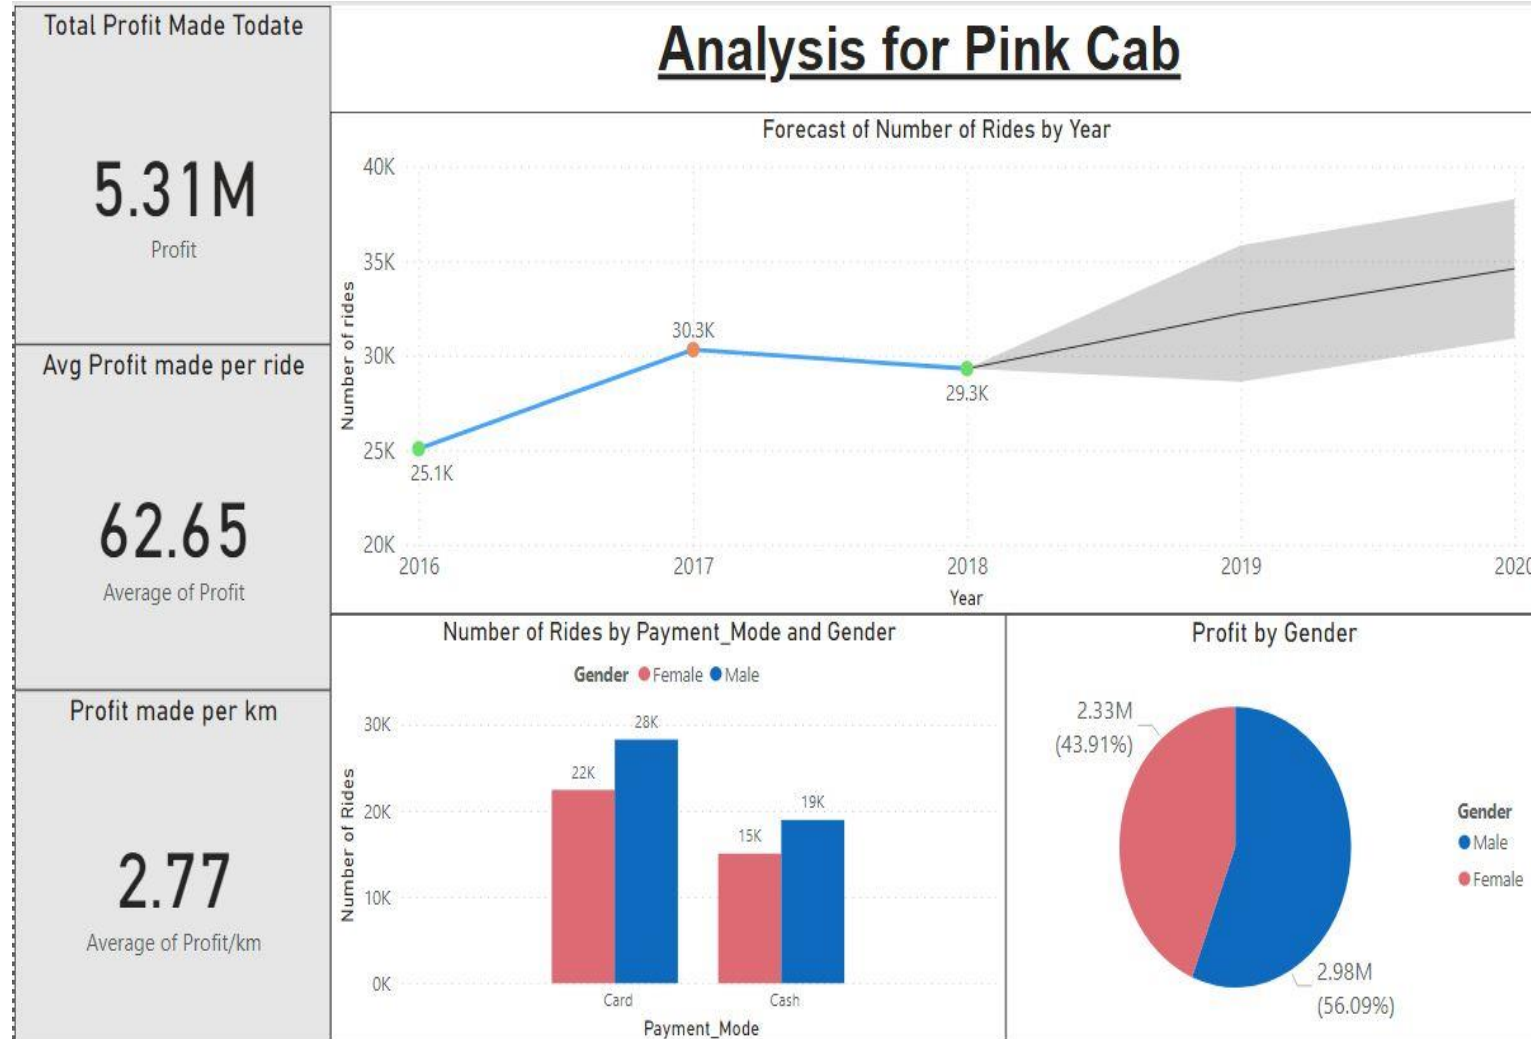 Total Profit Made Todate
5.31M
Profit
Avg Profit made per ride
62.65
Average of Profit
Profit made per km
2.77
Average of Profit/km
Analysis for Pink Cab
Forecast of Number of Rides by Year
Number of rides
40K
35K
30K
25K
20K
25.1K
30.3K
29.3K
2016 2017 2018 2019 2020
Year
Number of Rides by Payment_Mode and Gender
Gender Female Male
Number of Rides
30K
20K
10K
0K
22K
28K
15K
19K
Card Cash
Payment_Mode
Profit by Gender
2.33M
(43.91%)
2.98M
(56.09%)
Gender
Male
Female